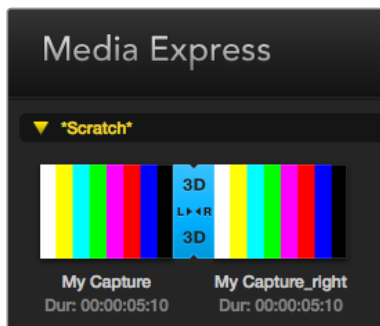 Media Express
*Scratch*
3D
L▶◀R
3D
My Capture
Dur: 00:00:05:10
My Capture_right
Dur: 00:00:05:10